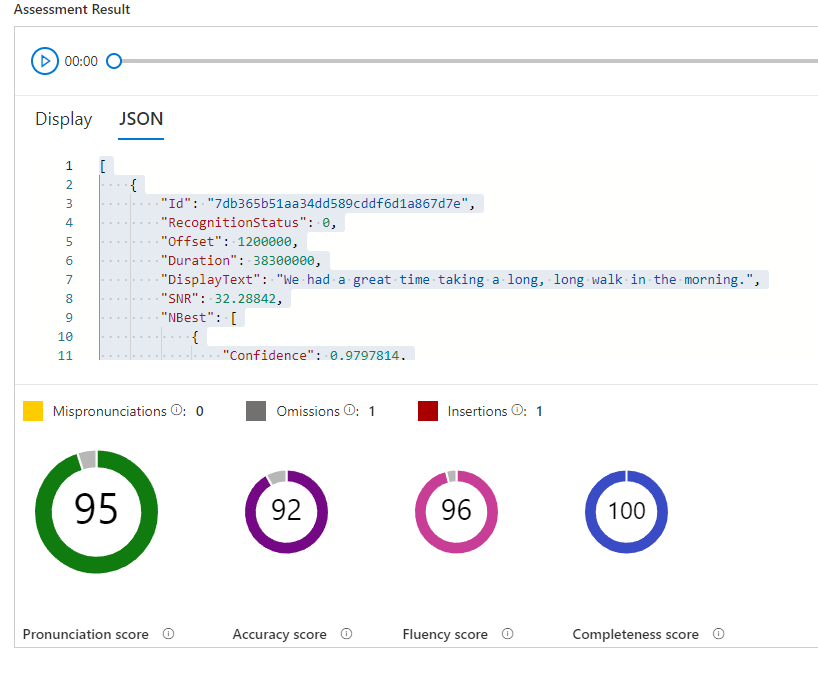 Assessment Result
00:00
Display JSON
1 [
2 {
3 "Id": "7db365b51aa34dd589cddf6d1a867d7e",
4 "RecognitionStatus": 0,
5 "Offset": 1200000,
6 "Duration": 38300000,
7 "DisplayText": "We had a great time taking a long, long walk in the morning.",
8 "SNR": 32.28842,
9 "NBest": [
10 {
11 "Confidence": 0.9797814,
Mispronunciations : 0 Omissions : 1 Insertions : 1
95 92 96 100
Pronunciation score Accuracy score Fluency score Completeness score